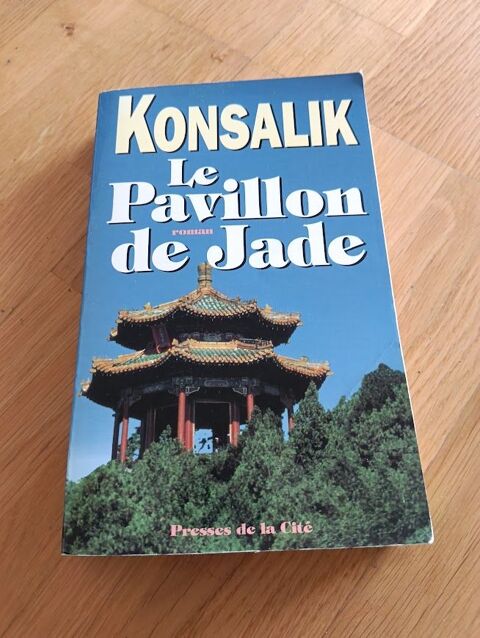 KONSALIK
Le
Pavillon
roman
de Jade
Presses de la Cité